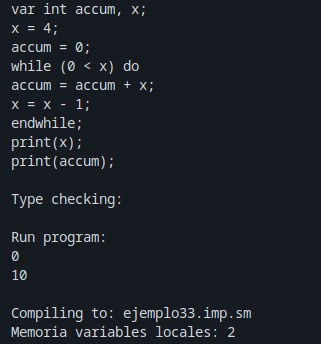 var int accum, x;
x = 4;
accum = 0;
while (0 < x) do
accum = accum + x;
x = x - 1;
endwhile;
print(x);
print(accum);
Type checking:
Run program:
0
10
Compiling to: ejemplo33.imp.sm
Memoria variables locales: 2